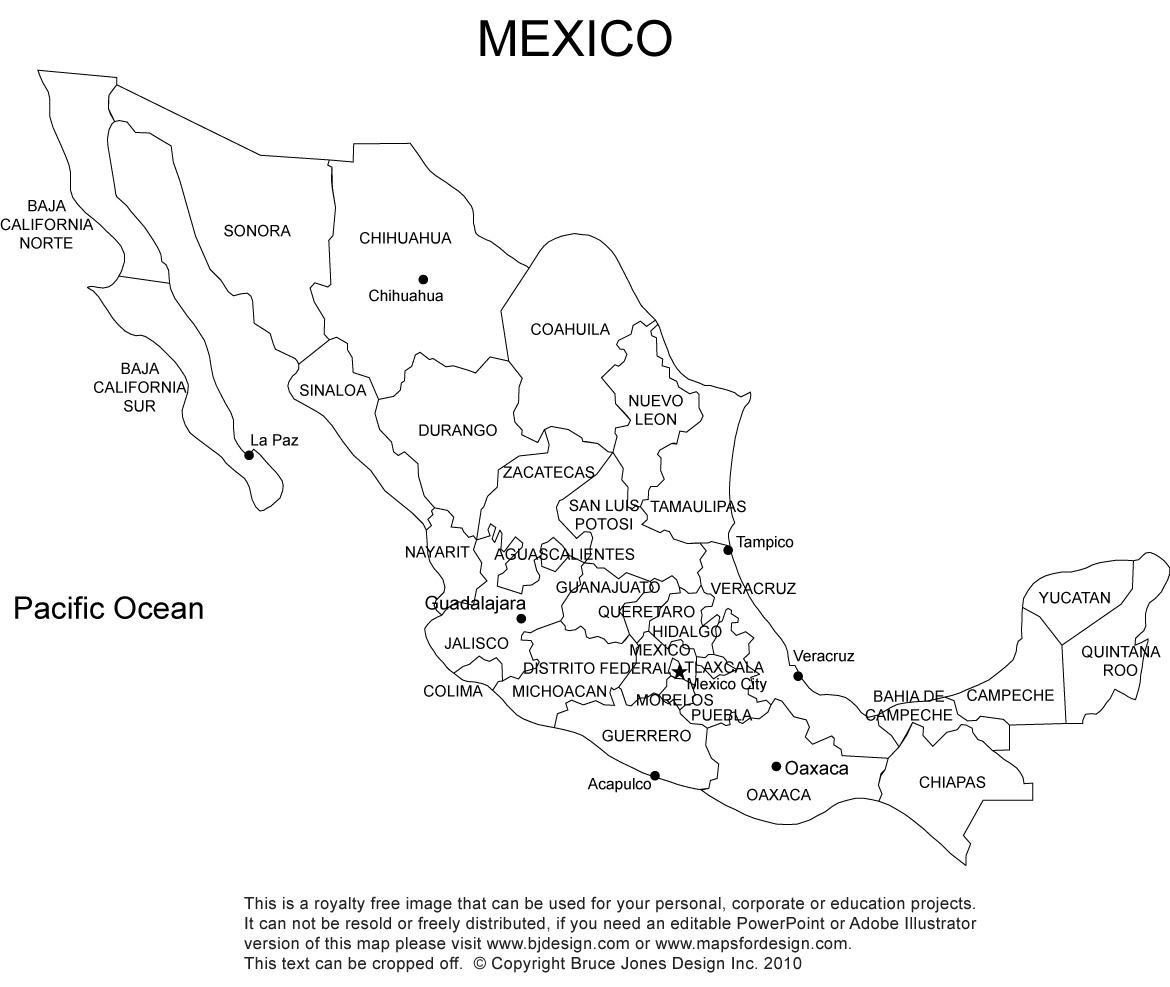 MEXICO
BAJA
CALIFORNIA
NORTE
SONORA
CHIHUAHUA
Chihuahua
COAHUILA
BAJA
CALIFORNIA
SUR
SINALOA
NUEVO
LEON
DURANGO
La Paz
ZACATECAS
SAN LUIS
POTOSI
TAMAULIPAS
Tampico
NAYARIT
AGUASCALIENTES
GUANAJUATO
VERACRUZ
YUCATAN
Pacific Ocean
Guadalajara
QUERETARO
HIDALGO
JALISCO
MEXICO
QUINTANA
ROO
Veracruz
DISTRITO FEDERAL
TLAXCALA
Mexico City
COLIMA
MICHOACAN
MORELOS
BAHIA DE
CAMPECHE
CAMPECHE
PUEBLA
GUERRERO
Oaxaca
Acapulco
OAXACA
CHIAPAS
This is a royalty free image that can be used for your personal, corporate or education projects.
It can not be resold or freely distributed, if you need an editable PowerPoint or Adobe Illustrator
version of this map please visit www.bjdesign.com or www.mapsfordesign.com.
This text can be cropped off. © Copyright Bruce Jones Design Inc. 2010